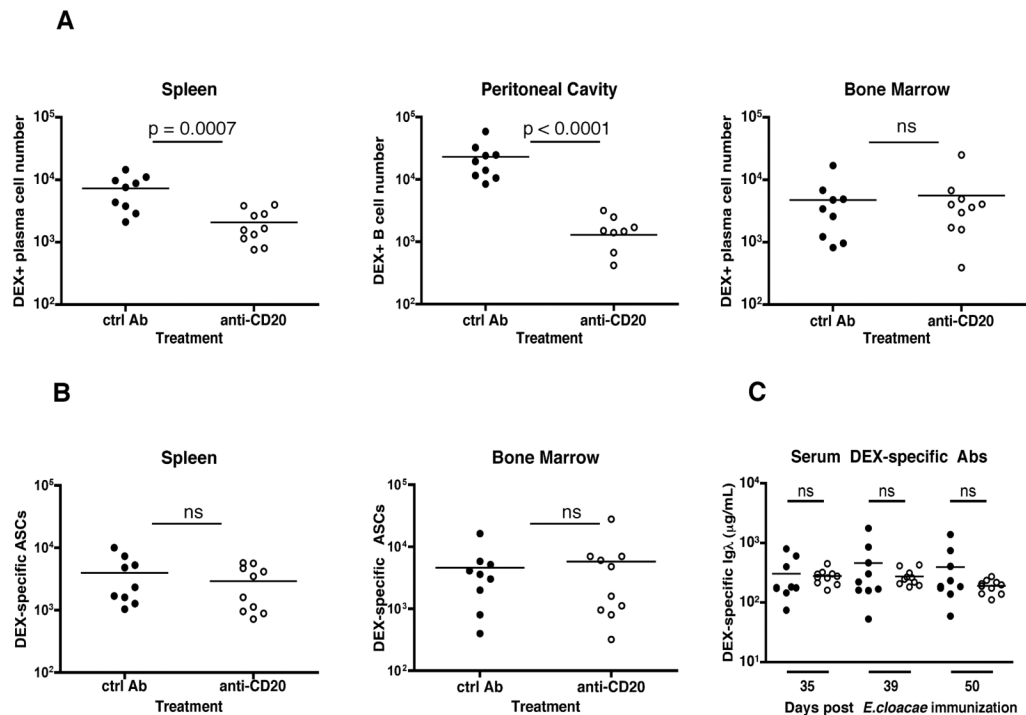 A
Spleen
p = 0.0007
DEX+ plasma cell number
10^5
10^4
10^3
10^2
ctrl Ab anti-CD20
Treatment
Peritoneal Cavity
p < 0.0001
DEX+ B cell number
10^5
10^4
10^3
10^2
ctrl Ab anti-CD20
Treatment
Bone Marrow
ns
DEX+ plasma cell number
10^5
10^4
10^3
10^2
ctrl Ab anti-CD20
Treatment
B
Spleen
ns
DEX-specific ASCs
10^5
10^4
10^3
10^2
ctrl Ab anti-CD20
Treatment
Bone Marrow
ns
DEX-specific ASCs
10^5
10^4
10^3
10^2
ctrl Ab anti-CD20
Treatment
C
Serum DEX-specific Abs
ns ns ns
DEX-specific Igλ (μg/mL)
10^4
10^3
10^2
10^1
35 39 50
Days post E.cloacae immunization